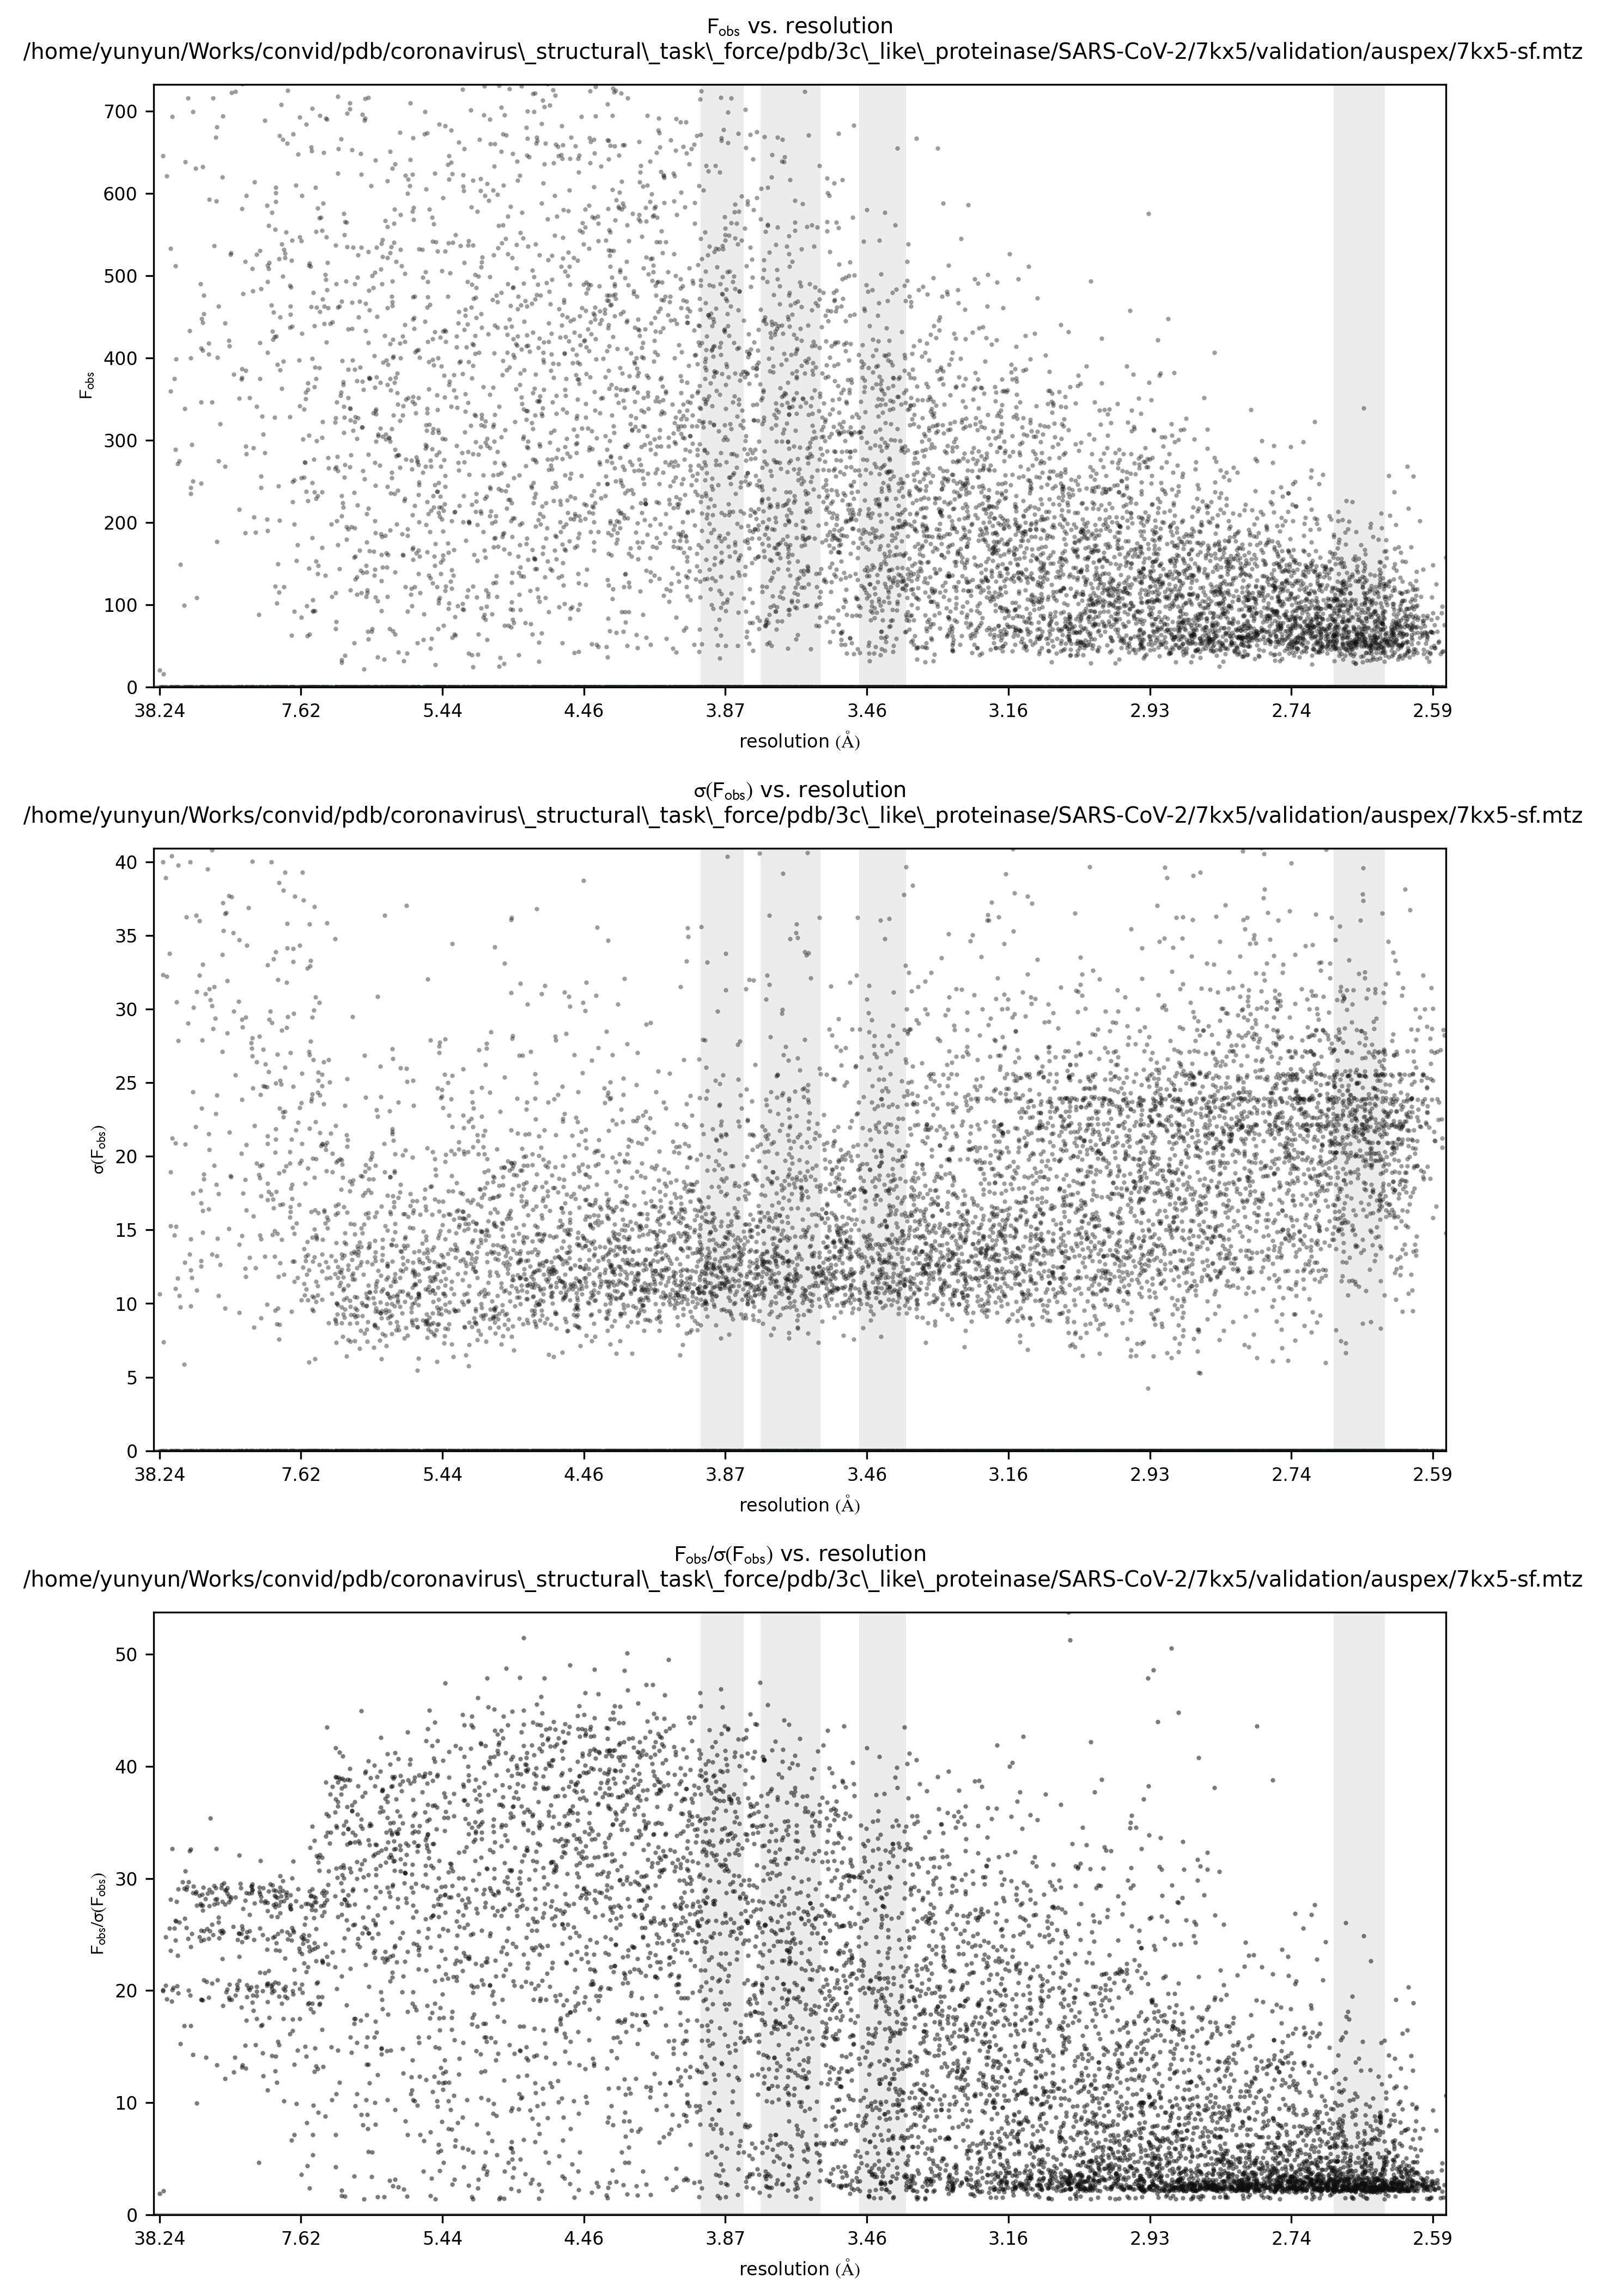 Fobs vs. resolution
/home/yunyun/Works/convid/pdb/coronavirus\_structural\_task\_force/pdb/3c\_like\_proteinase/SARS-CoV-2/7kx5/validation/auspex/7kx5-sf.mtz
700
600
500
400
300
200
100
0
Fobs
38.24 7.62 5.44 4.46 3.87 3.46 3.16 2.93 2.74 2.59
resolution (Å)
σ(Fobs) vs. resolution
/home/yunyun/Works/convid/pdb/coronavirus\_structural\_task\_force/pdb/3c\_like\_proteinase/SARS-CoV-2/7kx5/validation/auspex/7kx5-sf.mtz
40
35
30
25
20
15
10
5
0
σ(Fobs)
38.24 7.62 5.44 4.46 3.87 3.46 3.16 2.93 2.74 2.59
resolution (Å)
Fobs/σ(Fobs) vs. resolution
/home/yunyun/Works/convid/pdb/coronavirus\_structural\_task\_force/pdb/3c\_like\_proteinase/SARS-CoV-2/7kx5/validation/auspex/7kx5-sf.mtz
50
40
30
20
10
0
Fobs/σ(Fobs)
38.24 7.62 5.44 4.46 3.87 3.46 3.16 2.93 2.74 2.59
resolution (Å)